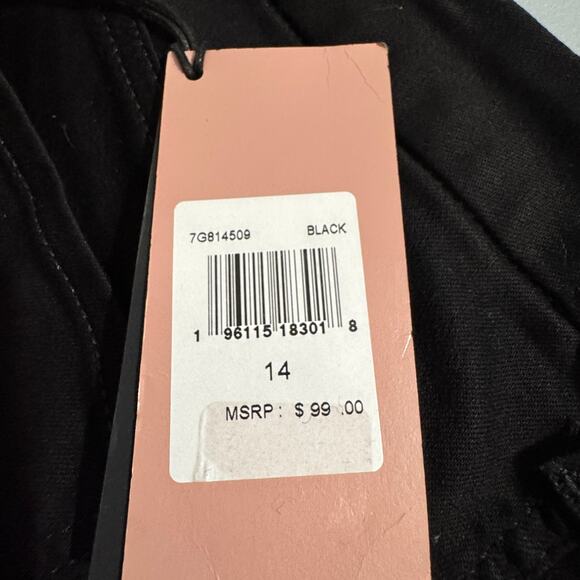 7G814509 BLACK
1 96115 18301 8
14
MSRP: $ 99 .00